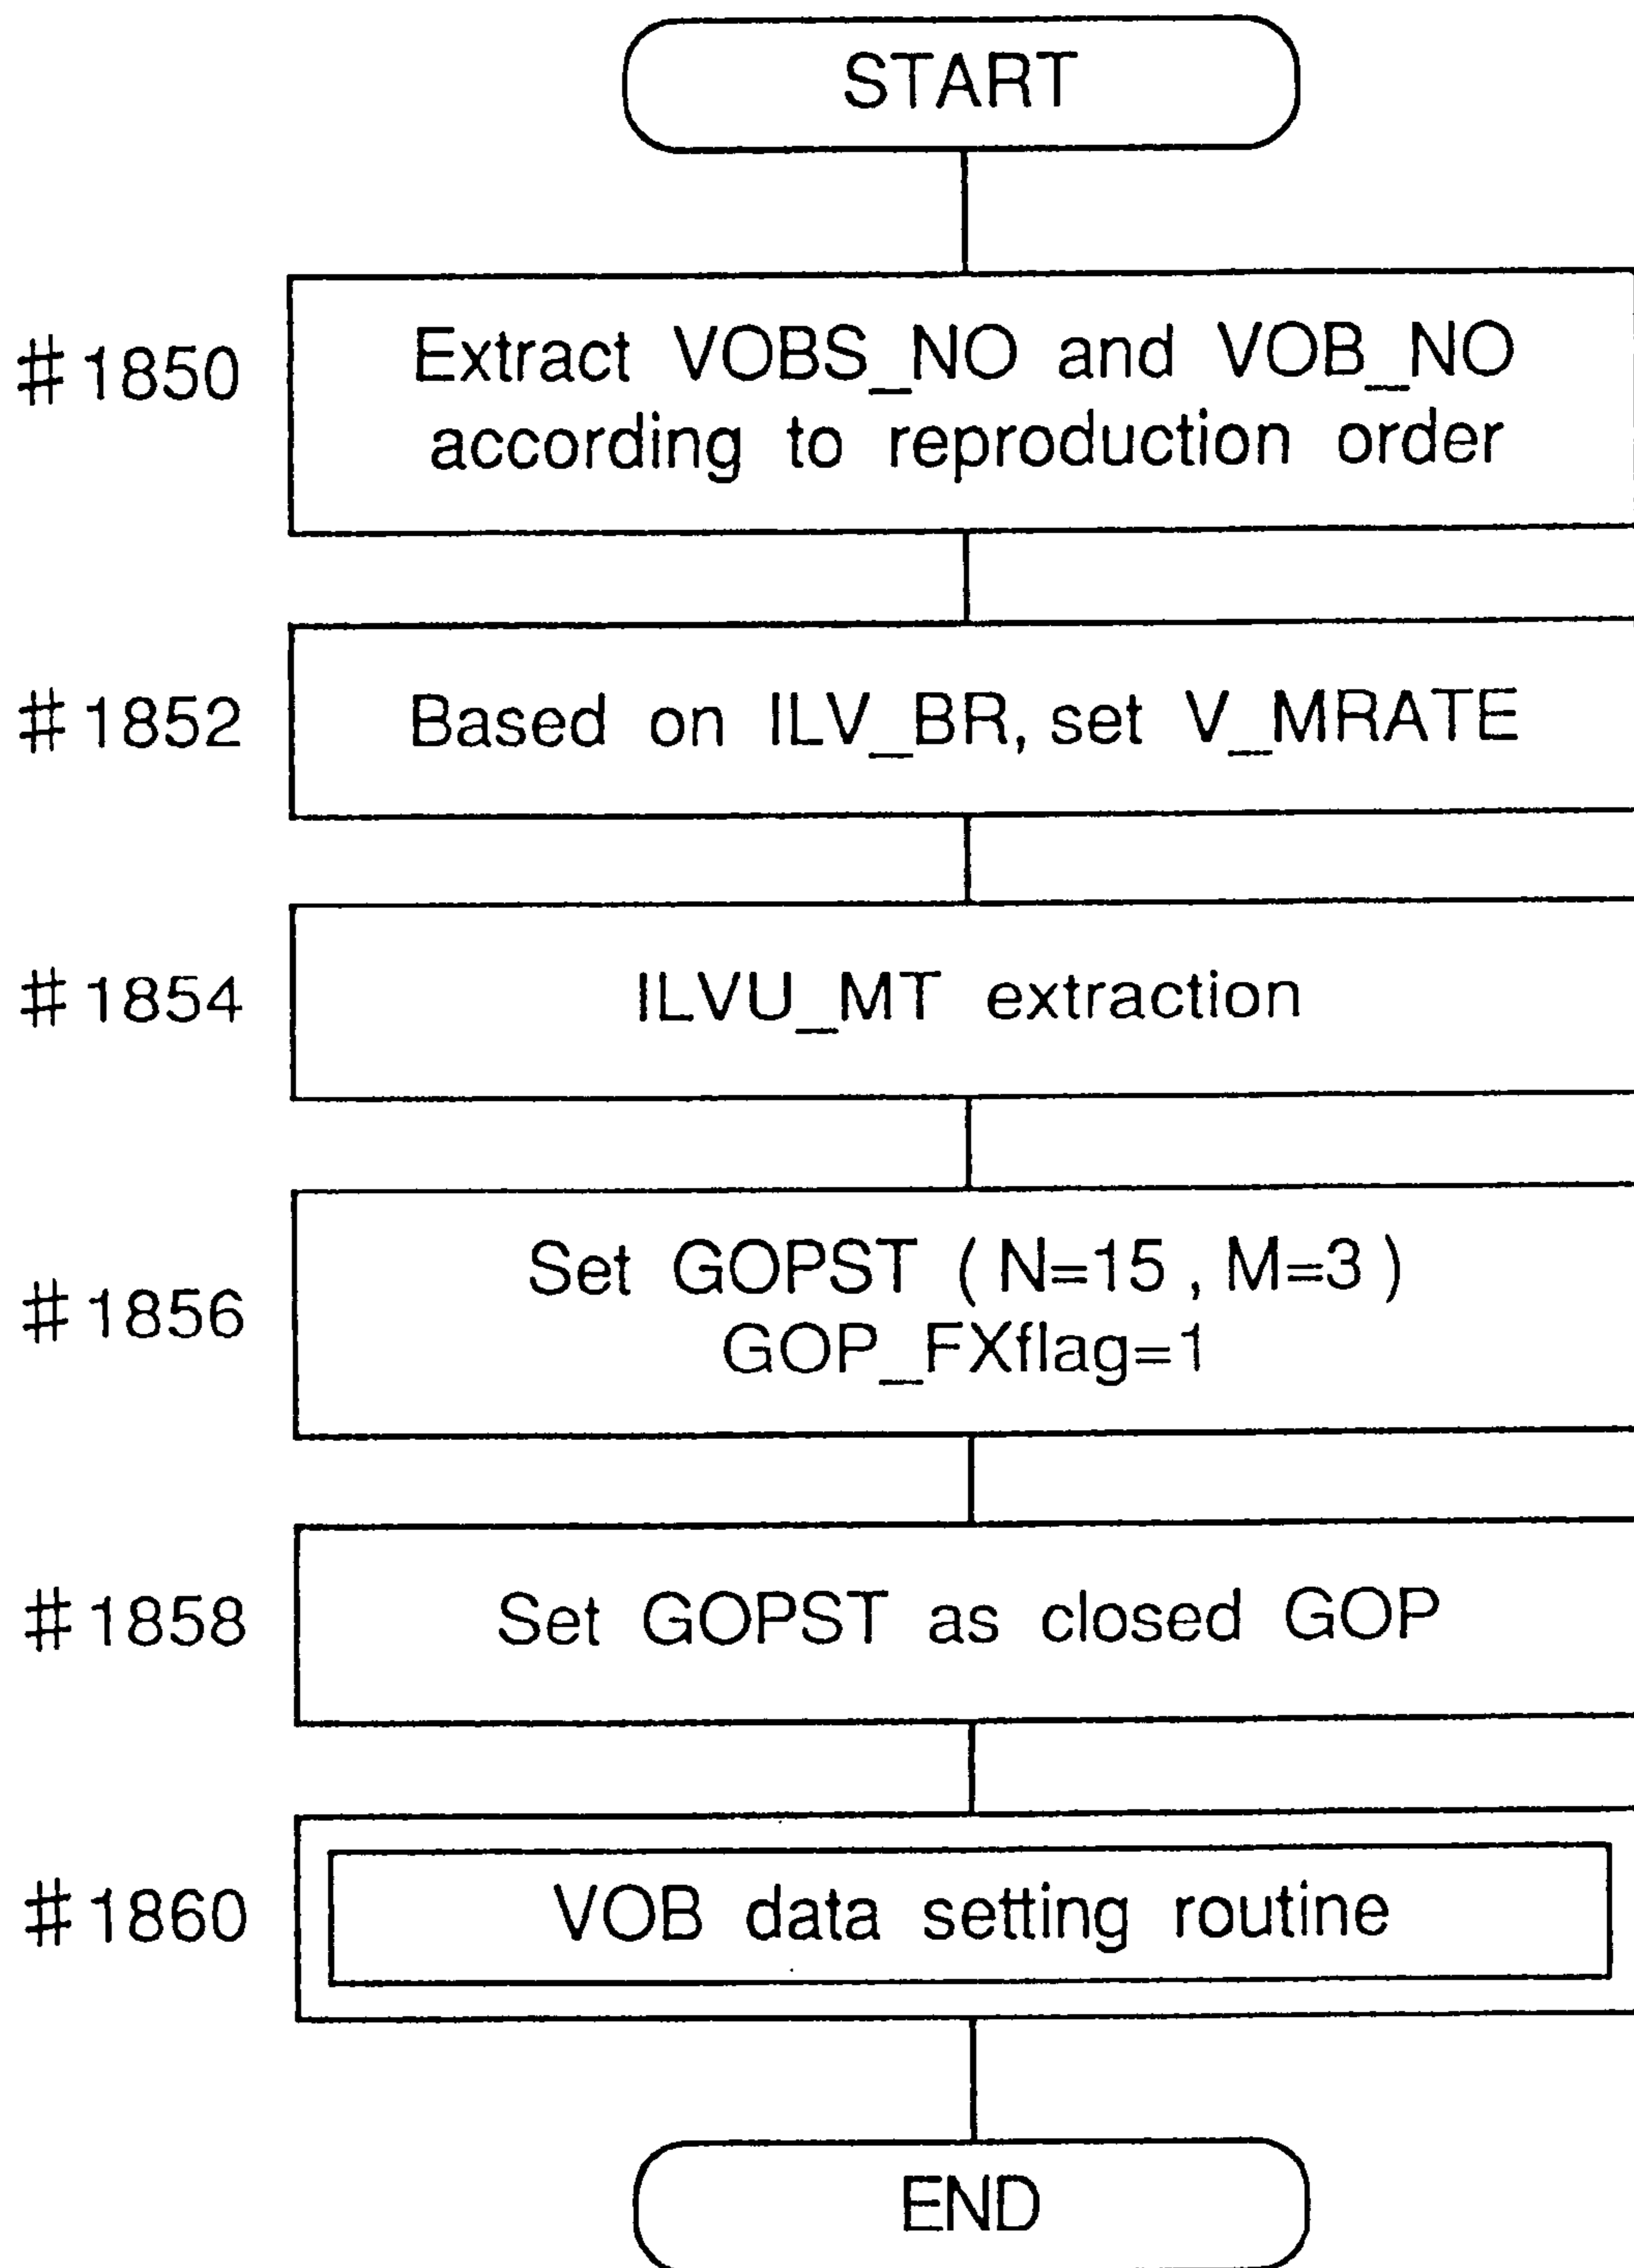 START
#1850
Extract VOBS_NO and VOB_NO
according to reproduction order
#1852
Based on ILV_BR, set V_MRATE
#1854
ILVU_MT extraction
#1856
Set GOPST ( N=15 , M=3 )
GOP_FXflag=1
#1858
Set GOPST as closed GOP
#1860
VOB data setting routine
END